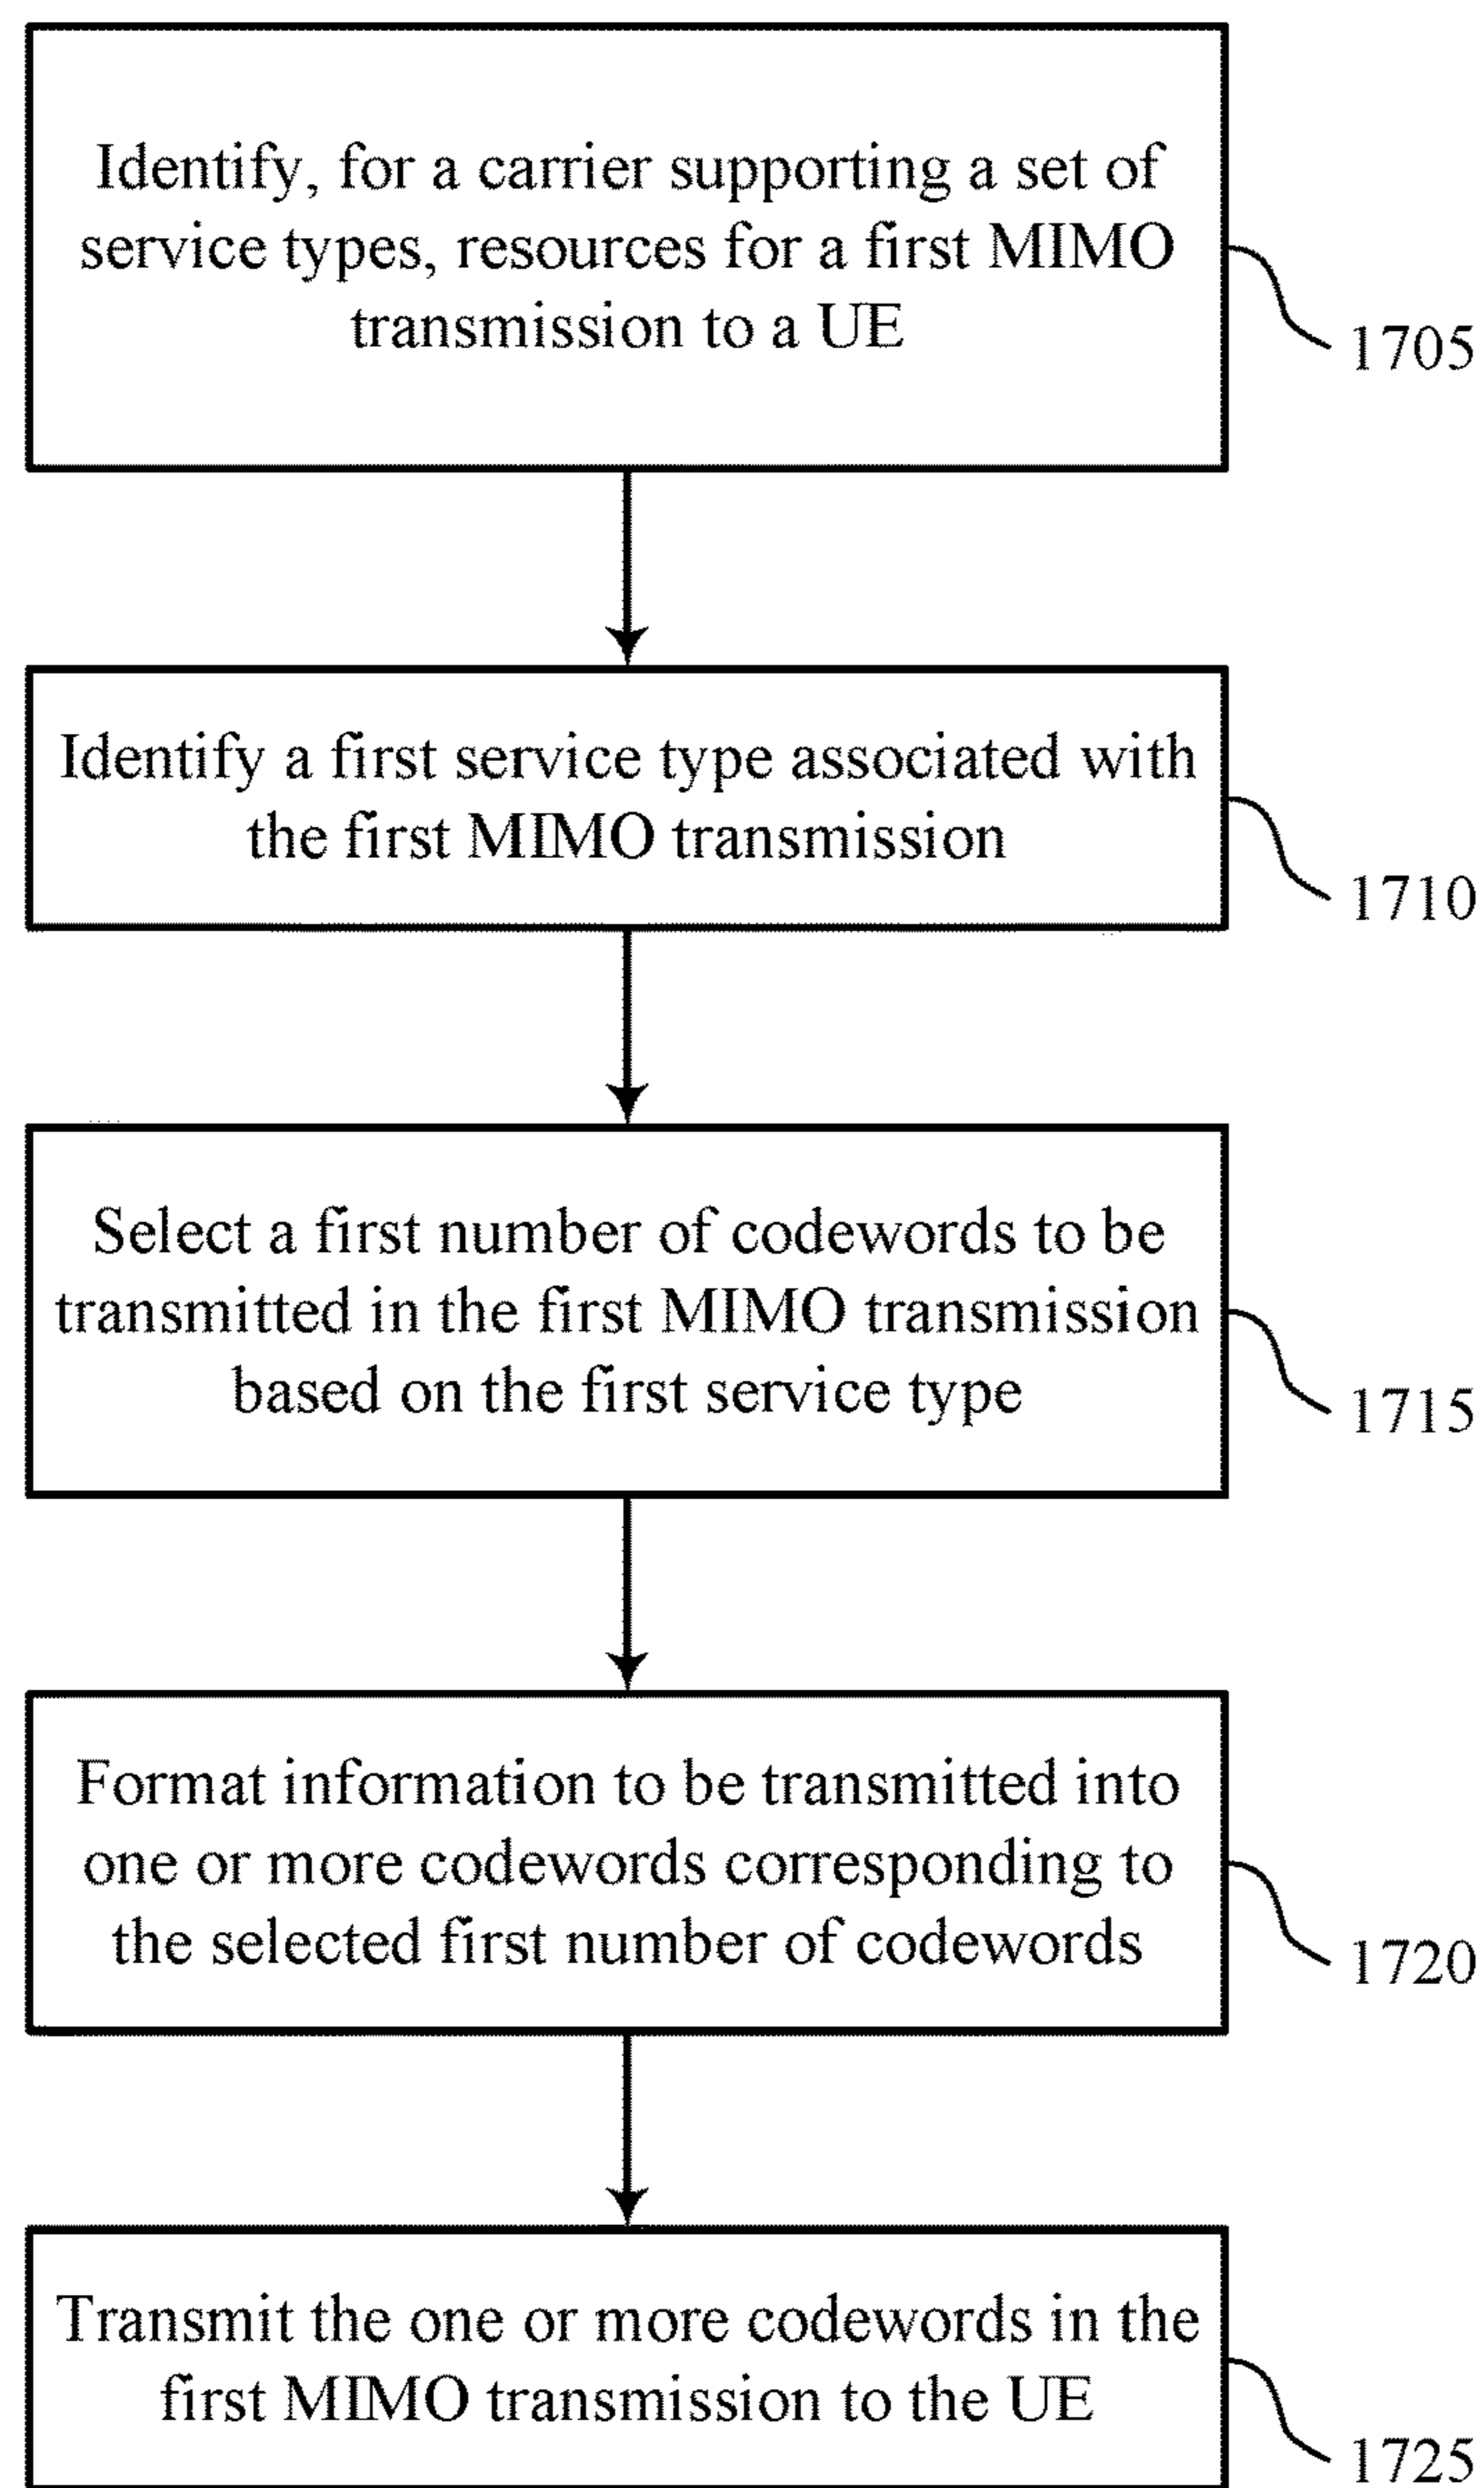 Identify, for a carrier supporting a set of
service types, resources for a first MIMO
transmission to a UE
1705
Identify a first service type associated with
the first MIMO transmission
1710
Select a first number of codewords to be
transmitted in the first MIMO transmission
based on the first service type
1715
Format information to be transmitted into
one or more codewords corresponding to
the selected first number of codewords
1720
Transmit the one or more codewords in the
first MIMO transmission to the UE
1725